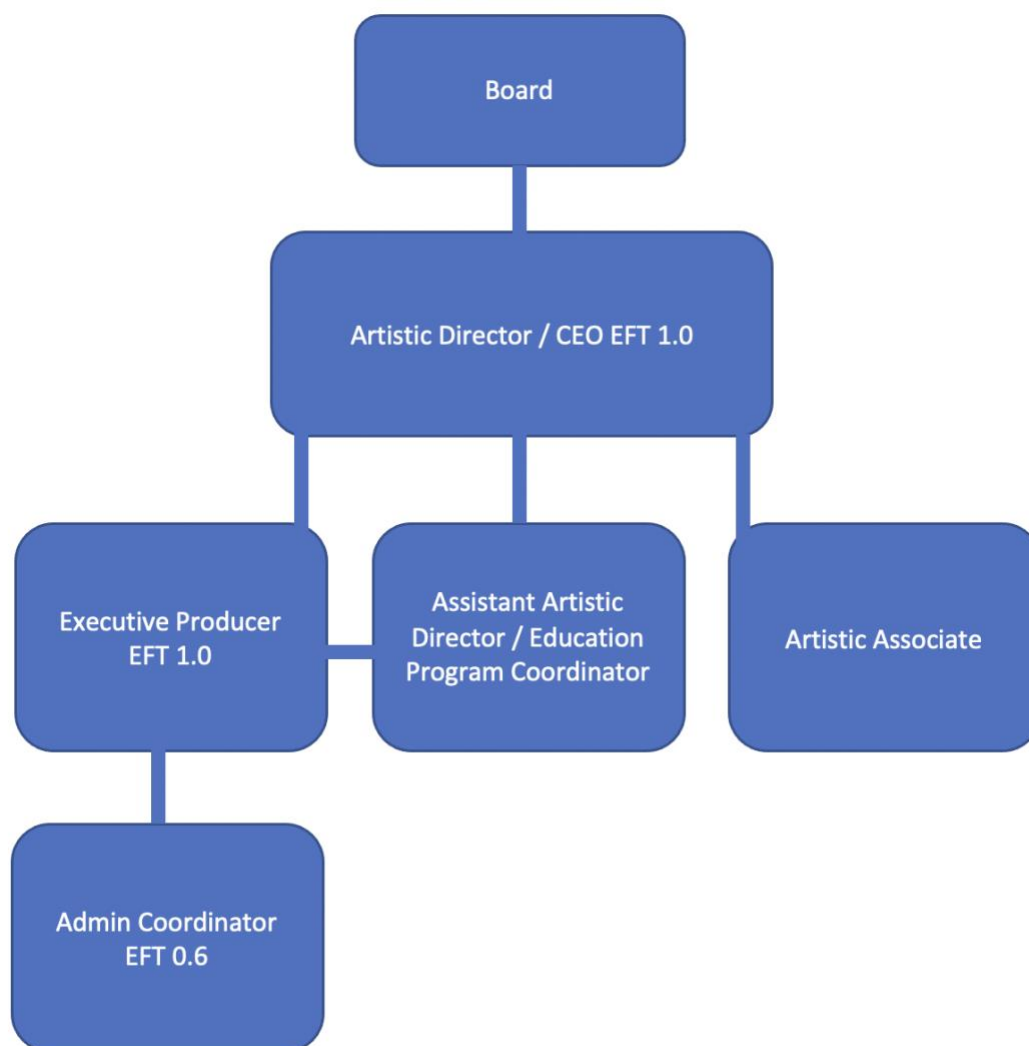 Board
Artistic Director / CEO EFT 1.0
Executive Producer
EFT 1.0
Assistant Artistic
Director / Education
Program Coordinator
Artistic Associate
Admin Coordinator
EFT 0.6